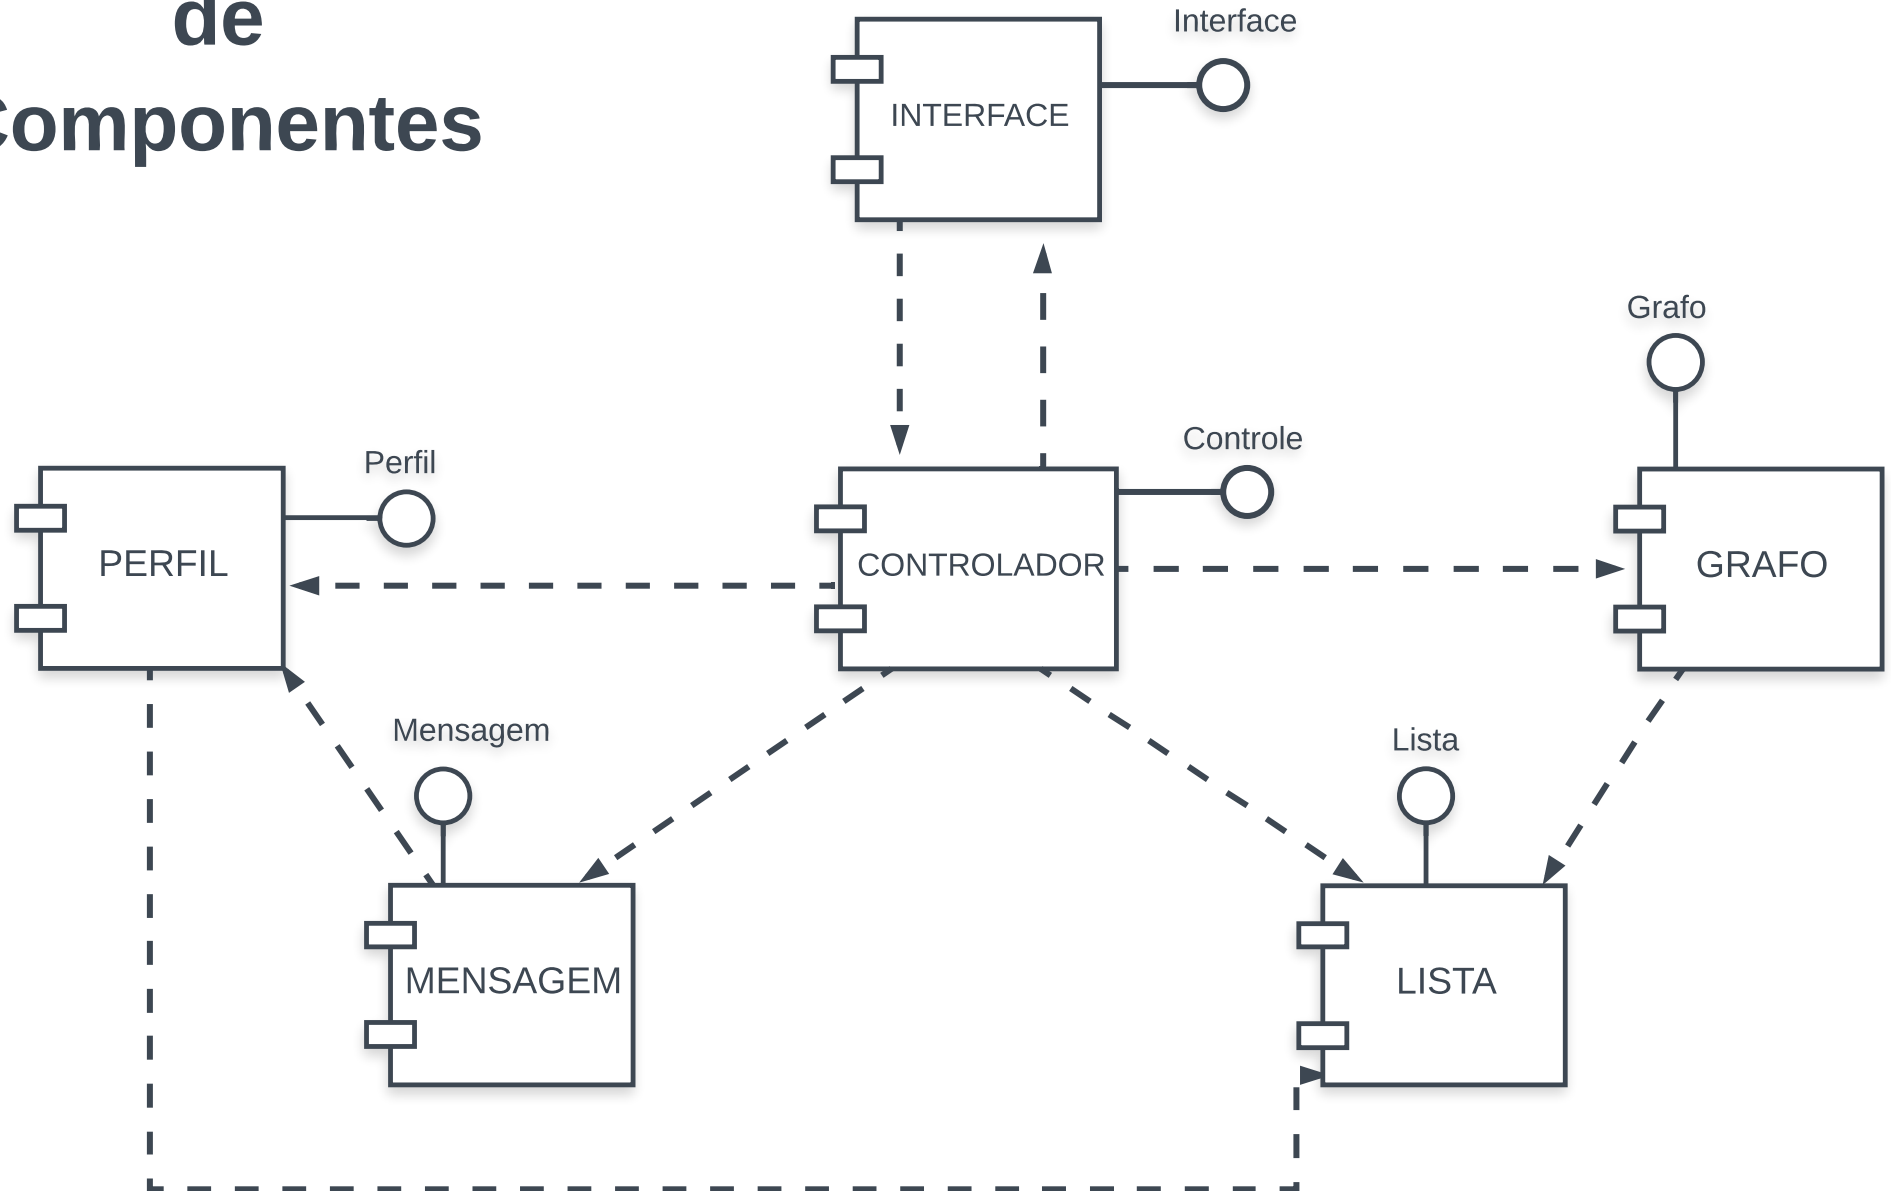 de
Componentes
Interface
INTERFACE
Grafo
Controle
Perfil
PERFIL
CONTROLADOR
GRAFO
Mensagem
Lista
MENSAGEM
LISTA